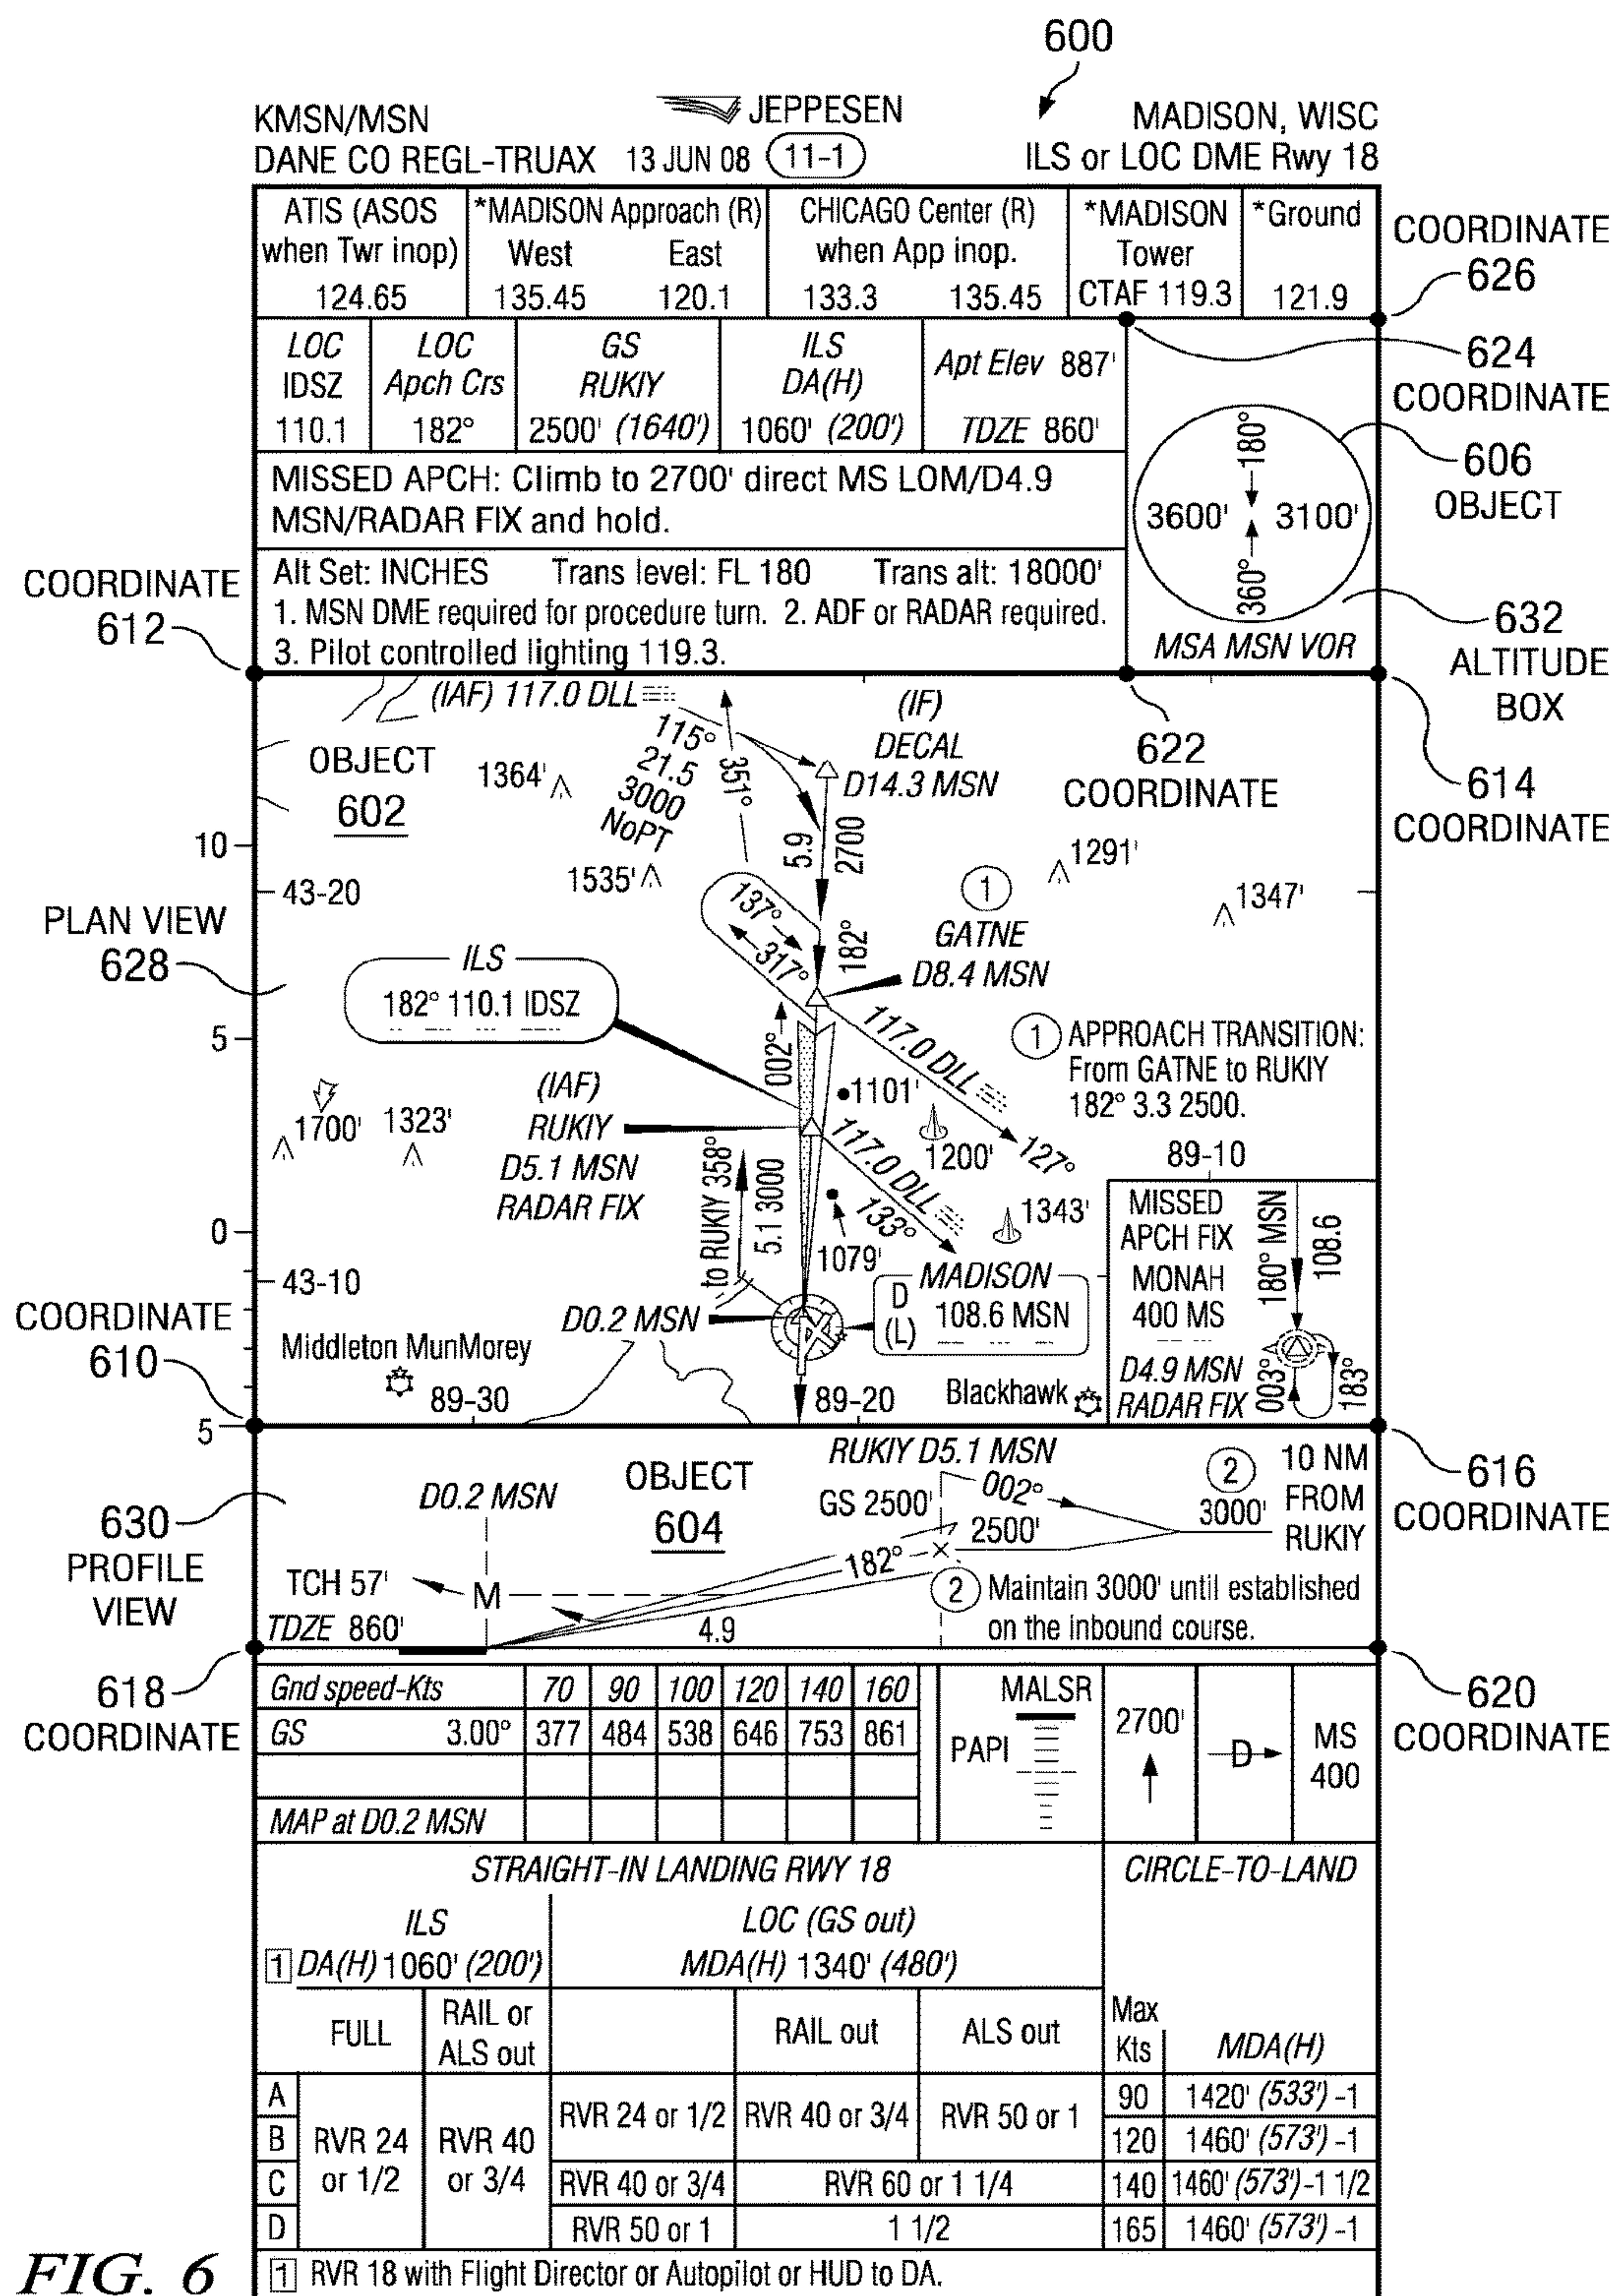 600
KMSN/MSN
JEPPESEN
MADISON, WISC
DANE CO REGL-TRUAX 13 JUN 08 11-1
ILS or LOC DME Rwy 18
ATIS (ASOS
when Twr inop)
124.65
*MADISON Approach (R)
West East
135.45 120.1
CHICAGO Center (R)
when App inop.
133.3 135.45
*MADISON
Tower
CTAF 119.3
*Ground
121.9
COORDINATE
626
LOC
IDSZ
110.1
LOC
Apch Crs
182°
GS
RUKIY
2500' (1640')
ILS
DA(H)
1060' (200')
Apt Elev 887'
TDZE 860'
624
COORDINATE
180°
3600' 3100'
360°
MSA MSN VOR
606
OBJECT
MISSED APCH: Climb to 2700' direct MS LOM/D4.9
MSN/RADAR FIX and hold.
Alt Set: INCHES Trans level: FL 180 Trans alt: 18000'
1. MSN DME required for procedure turn. 2. ADF or RADAR required.
3. Pilot controlled lighting 119.3.
COORDINATE
612
632
ALTITUDE
BOX
(IAF) 117.0 DLL
115°
21.5
3000
NoPT
351°
(IF)
DECAL
D14.3 MSN
622
COORDINATE
614
COORDINATE
OBJECT
602
1364'
1535'
5.9
2700
1291'
1347'
10
43-20
PLAN VIEW
628
137°
317°
182°
1
GATNE
D8.4 MSN
ILS
182° 110.1 IDSZ
5
002°
117.0 DLL
127°
1 APPROACH TRANSITION:
From GATNE to RUKIY
182° 3.3 2500.
1700'
1323'
(IAF)
RUKIY
D5.1 MSN
RADAR FIX
1101'
1200'
117.0 DLL
133°
1343'
89-10
0
to RUKIY 358°
5.1 3000
1079'
43-10
MADISON
D
(L)
108.6 MSN
MISSED
APCH FIX
MONAH
400 MS
D4.9 MSN
RADAR FIX
180° MSN
108.6
003°
183°
COORDINATE
610
D0.2 MSN
Middleton MunMorey
89-30
89-20
Blackhawk
5
616
COORDINATE
630
PROFILE
VIEW
D0.2 MSN
OBJECT
604
RUKIY D5.1 MSN
GS 2500'
002°
2500'
2
3000'
10 NM
FROM
RUKIY
182°
TCH 57'
M
TDZE 860'
4.9
2 Maintain 3000' until established
on the inbound course.
618
COORDINATE
620
COORDINATE
Gnd speed-Kts 70 90 100 120 140 160
GS 3.00° 377 484 538 646 753 861
MAP at D0.2 MSN
MALSR
PAPI
2700'
D
MS
400
STRAIGHT-IN LANDING RWY 18
CIRCLE-TO-LAND
ILS
1 DA(H) 1060' (200')
LOC (GS out)
MDA(H) 1340' (480')
FULL
RAIL or
ALS out
RAIL out
ALS out
Max
Kts
MDA(H)
A
B
C
D
RVR 24
or 1/2
RVR 40
or 3/4
RVR 24 or 1/2
RVR 40 or 3/4
RVR 50 or 1
RVR 40 or 3/4
RVR 60 or 1 1/4
RVR 50 or 1
1 1/2
90 1420' (533') -1
120 1460' (573') -1
140 1460' (573')-1 1/2
165 1460' (573') -1
1 RVR 18 with Flight Director or Autopilot or HUD to DA.
FIG. 6